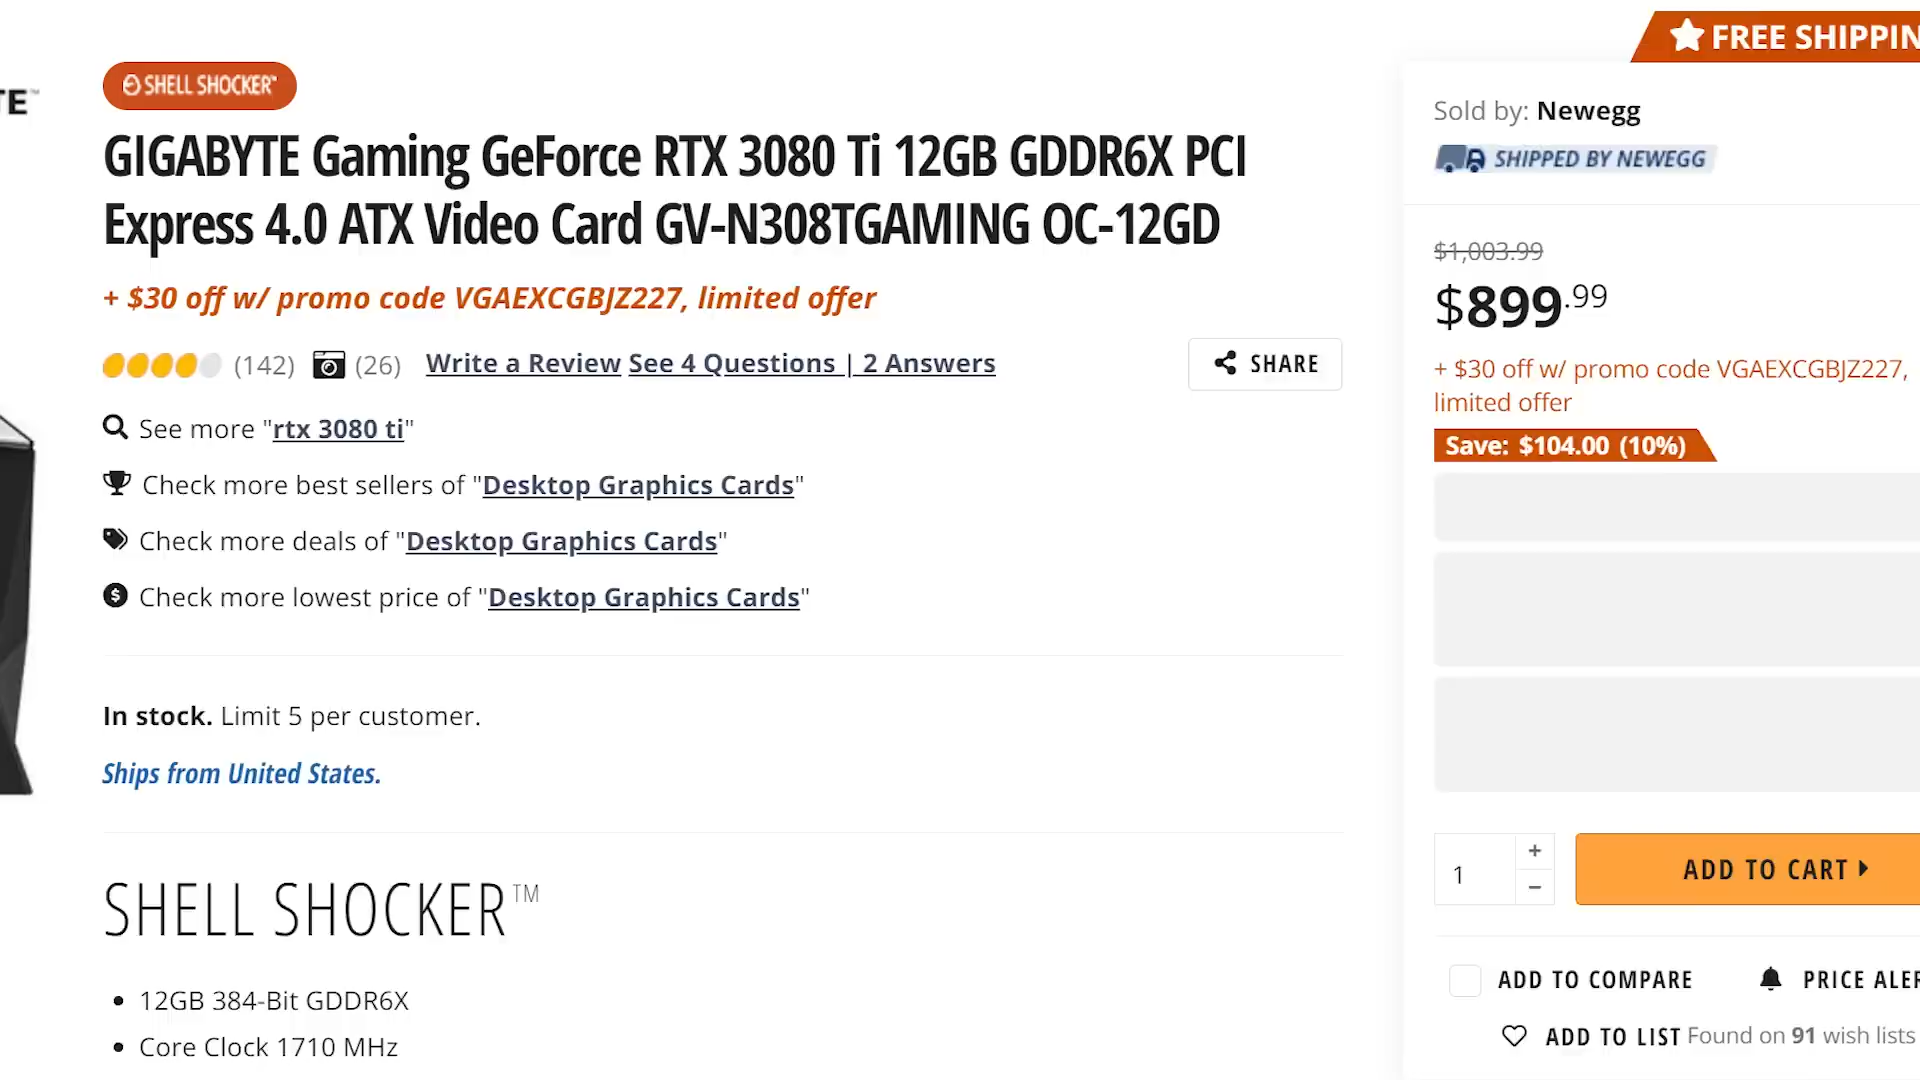 TE™
SHELL SHOCKER™
GIGABYTE Gaming GeForce RTX 3080 Ti 12GB GDDR6X PCI
Express 4.0 ATX Video Card GV-N308TGAMING OC-12GD
+ $30 off w/ promo code VGAEXCGBJZ227, limited offer
(142) (26) Write a Review See 4 Questions | 2 Answers
SHARE
See more "rtx 3080 ti"
Check more best sellers of "Desktop Graphics Cards"
Check more deals of "Desktop Graphics Cards"
Check more lowest price of "Desktop Graphics Cards"
In stock. Limit 5 per customer.
Ships from United States.
SHELL SHOCKER™
12GB 384-Bit GDDR6X
Core Clock 1710 MHz
FREE SHIPPIN
Sold by: Newegg
SHIPPED BY NEWEGG
$1,003.99
$899.99
+ $30 off w/ promo code VGAEXCGBJZ227,
limited offer
Save: $104.00 (10%)
1 + −
ADD TO CART
ADD TO COMPARE
PRICE ALER
ADD TO LIST Found on 91 wish lists